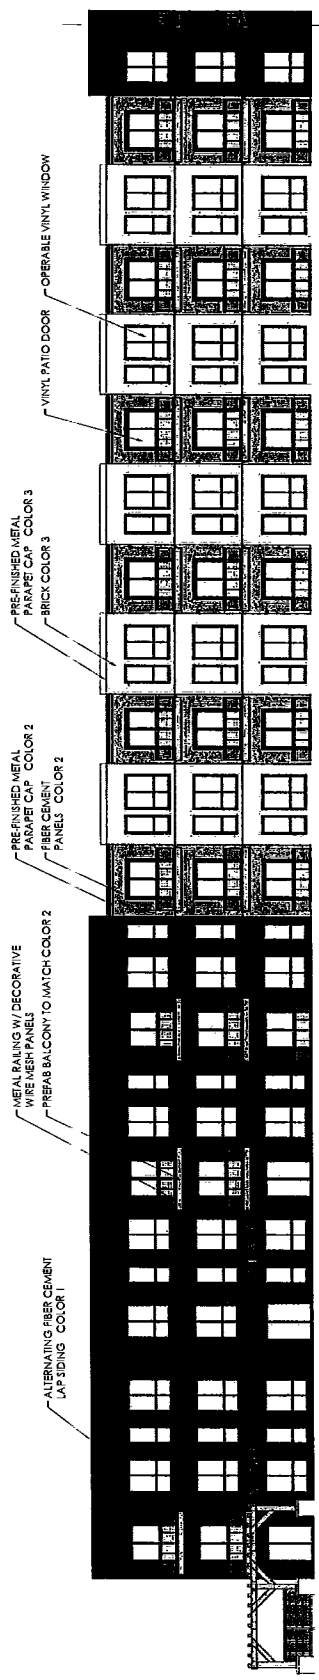 ALTERNATING FIBER CEMENT
LAP SIDING COLOR 1
METAL RAILING W/ DECORATIVE
WIRE MESH PANELS
PREFAB BALCONY TO MATCH COLOR 2
PRE-FINISHED METAL
PARAPET CAP COLOR 2
FIBER CEMENT
PANELS COLOR 2
PRE-FINISHED METAL
PARAPET CAP COLOR 3
BRICK COLOR 3
VINYL PATIO DOOR
OPERABLE VINYL WINDOW